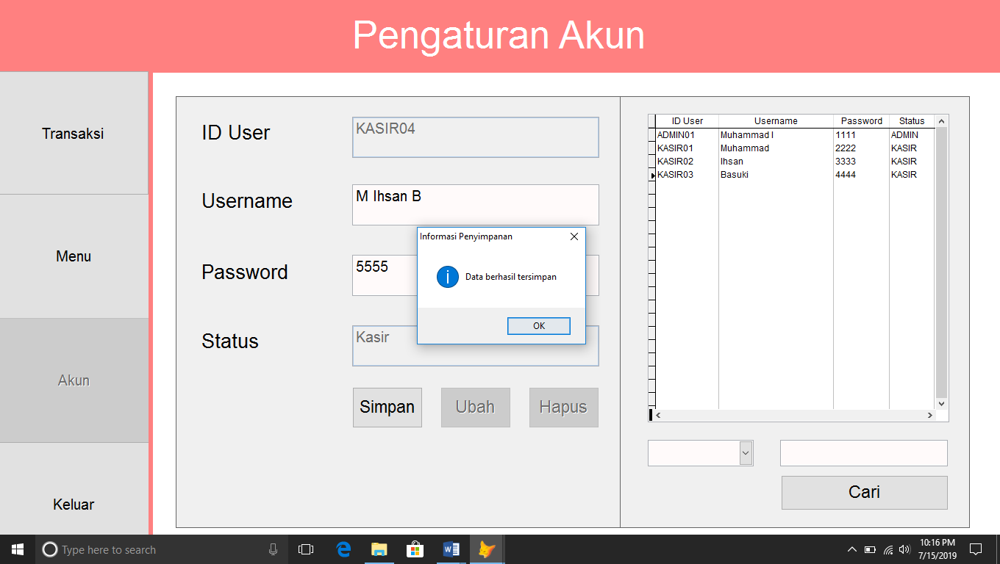 Pengaturan Akun
Transaksi
Menu
Akun
Keluar
ID User
KASIR04
Username
M Ihsan B
Password
5555
Status
Kasir
Simpan Ubah Hapus
Informasi Penyimpanan
Data berhasil tersimpan
OK
ID User Username Password Status
ADMIN01 Muhammad I 1111 ADMIN
KASIR01 Muhammad 2222 KASIR
KASIR02 Ihsan 3333 KASIR
KASIR03 Basuki 4444 KASIR
Cari
Type here to search
10:16 PM
7/15/2019